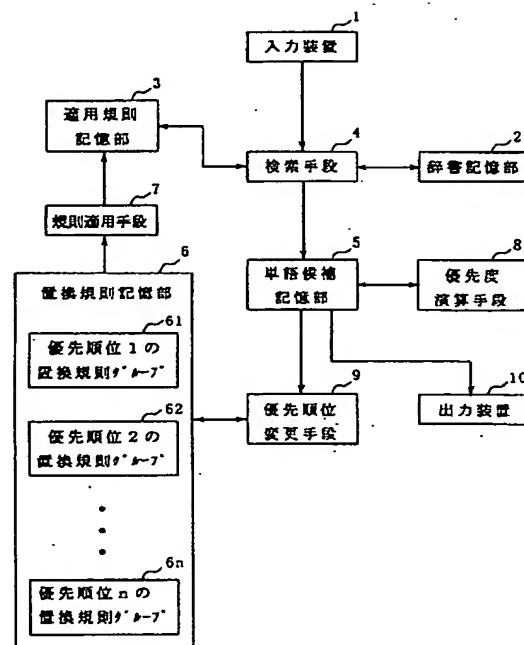 1
入力装置
3
適用規則
記憶部
4
検索手段
2
辞書記憶部
7
規則適用手段
5
単語候補
記憶部
8
優先度
演算手段
6
置換規則記憶部
61
優先順位1の
置換規則グループ
62
優先順位2の
置換規則グループ
9
優先順位
変更手段
10
出力装置
6n
優先順位nの
置換規則グループ